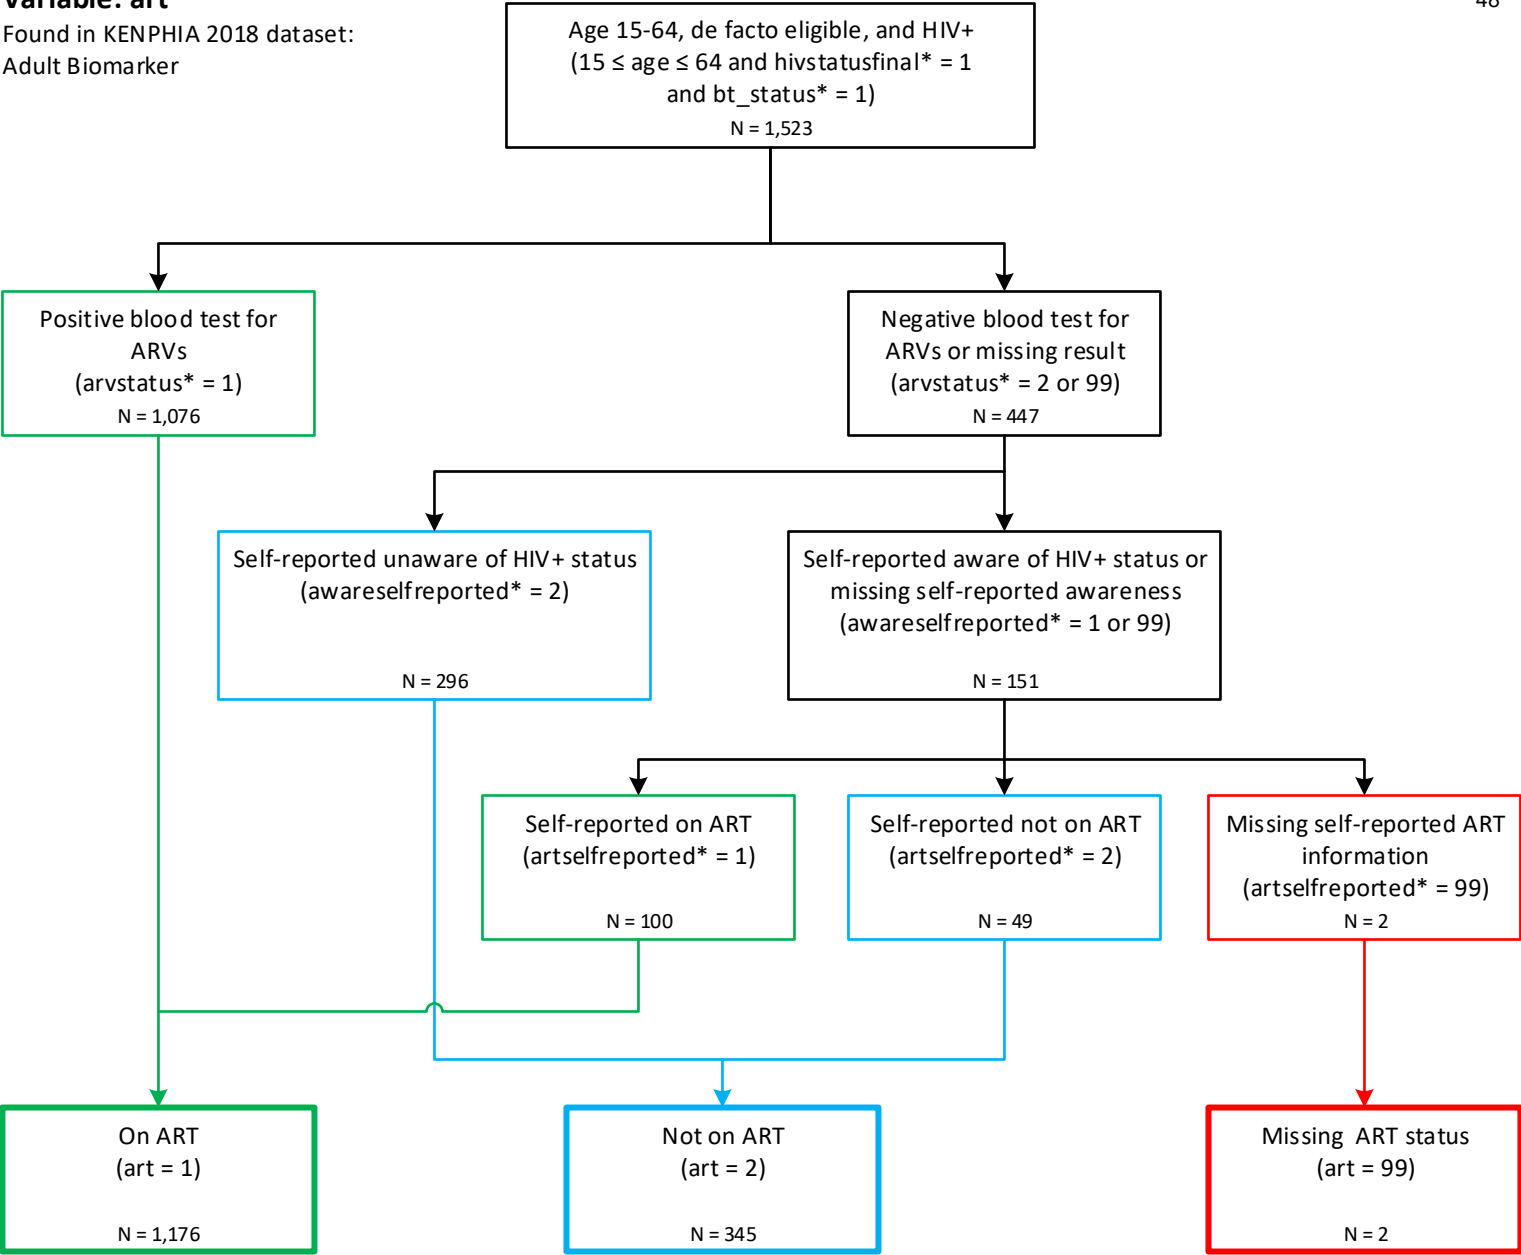 Variable: art
48
Found in KENPHIA 2018 dataset:
Adult Biomarker
Age 15-64, de facto eligible, and HIV+
(15 ≤ age ≤ 64 and hivstatusfinal* = 1
and bt_status* = 1)
N = 1,523
Positive blood test for
ARVs
(arvstatus* = 1)
N = 1,076
Negative blood test for
ARVs or missing result
(arvstatus* = 2 or 99)
N = 447
Self-reported unaware of HIV+ status
(awareselfreported* = 2)
N = 296
Self-reported aware of HIV+ status or
missing self-reported awareness
(awareselfreported* = 1 or 99)
N = 151
Self-reported on ART
(artselfreported* = 1)
N = 100
Self-reported not on ART
(artselfreported* = 2)
N = 49
Missing self-reported ART
information
(artselfreported* = 99)
N = 2
On ART
(art = 1)
N = 1,176
Not on ART
(art = 2)
N = 345
Missing ART status
(art = 99)
N = 2